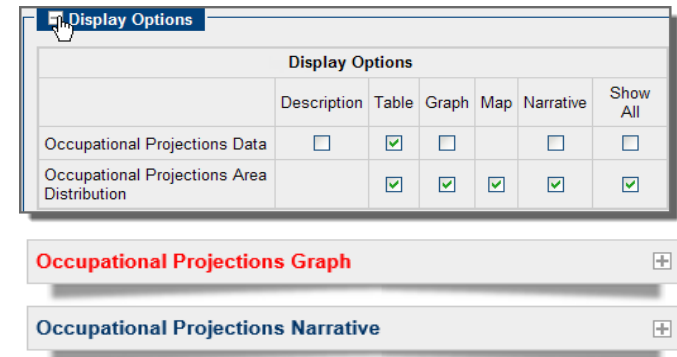 Display Options
Display Options
Description Table Graph Map Narrative Show All
Occupational Projections Data
Occupational Projections Area
Distribution
Occupational Projections Graph
Occupational Projections Narrative